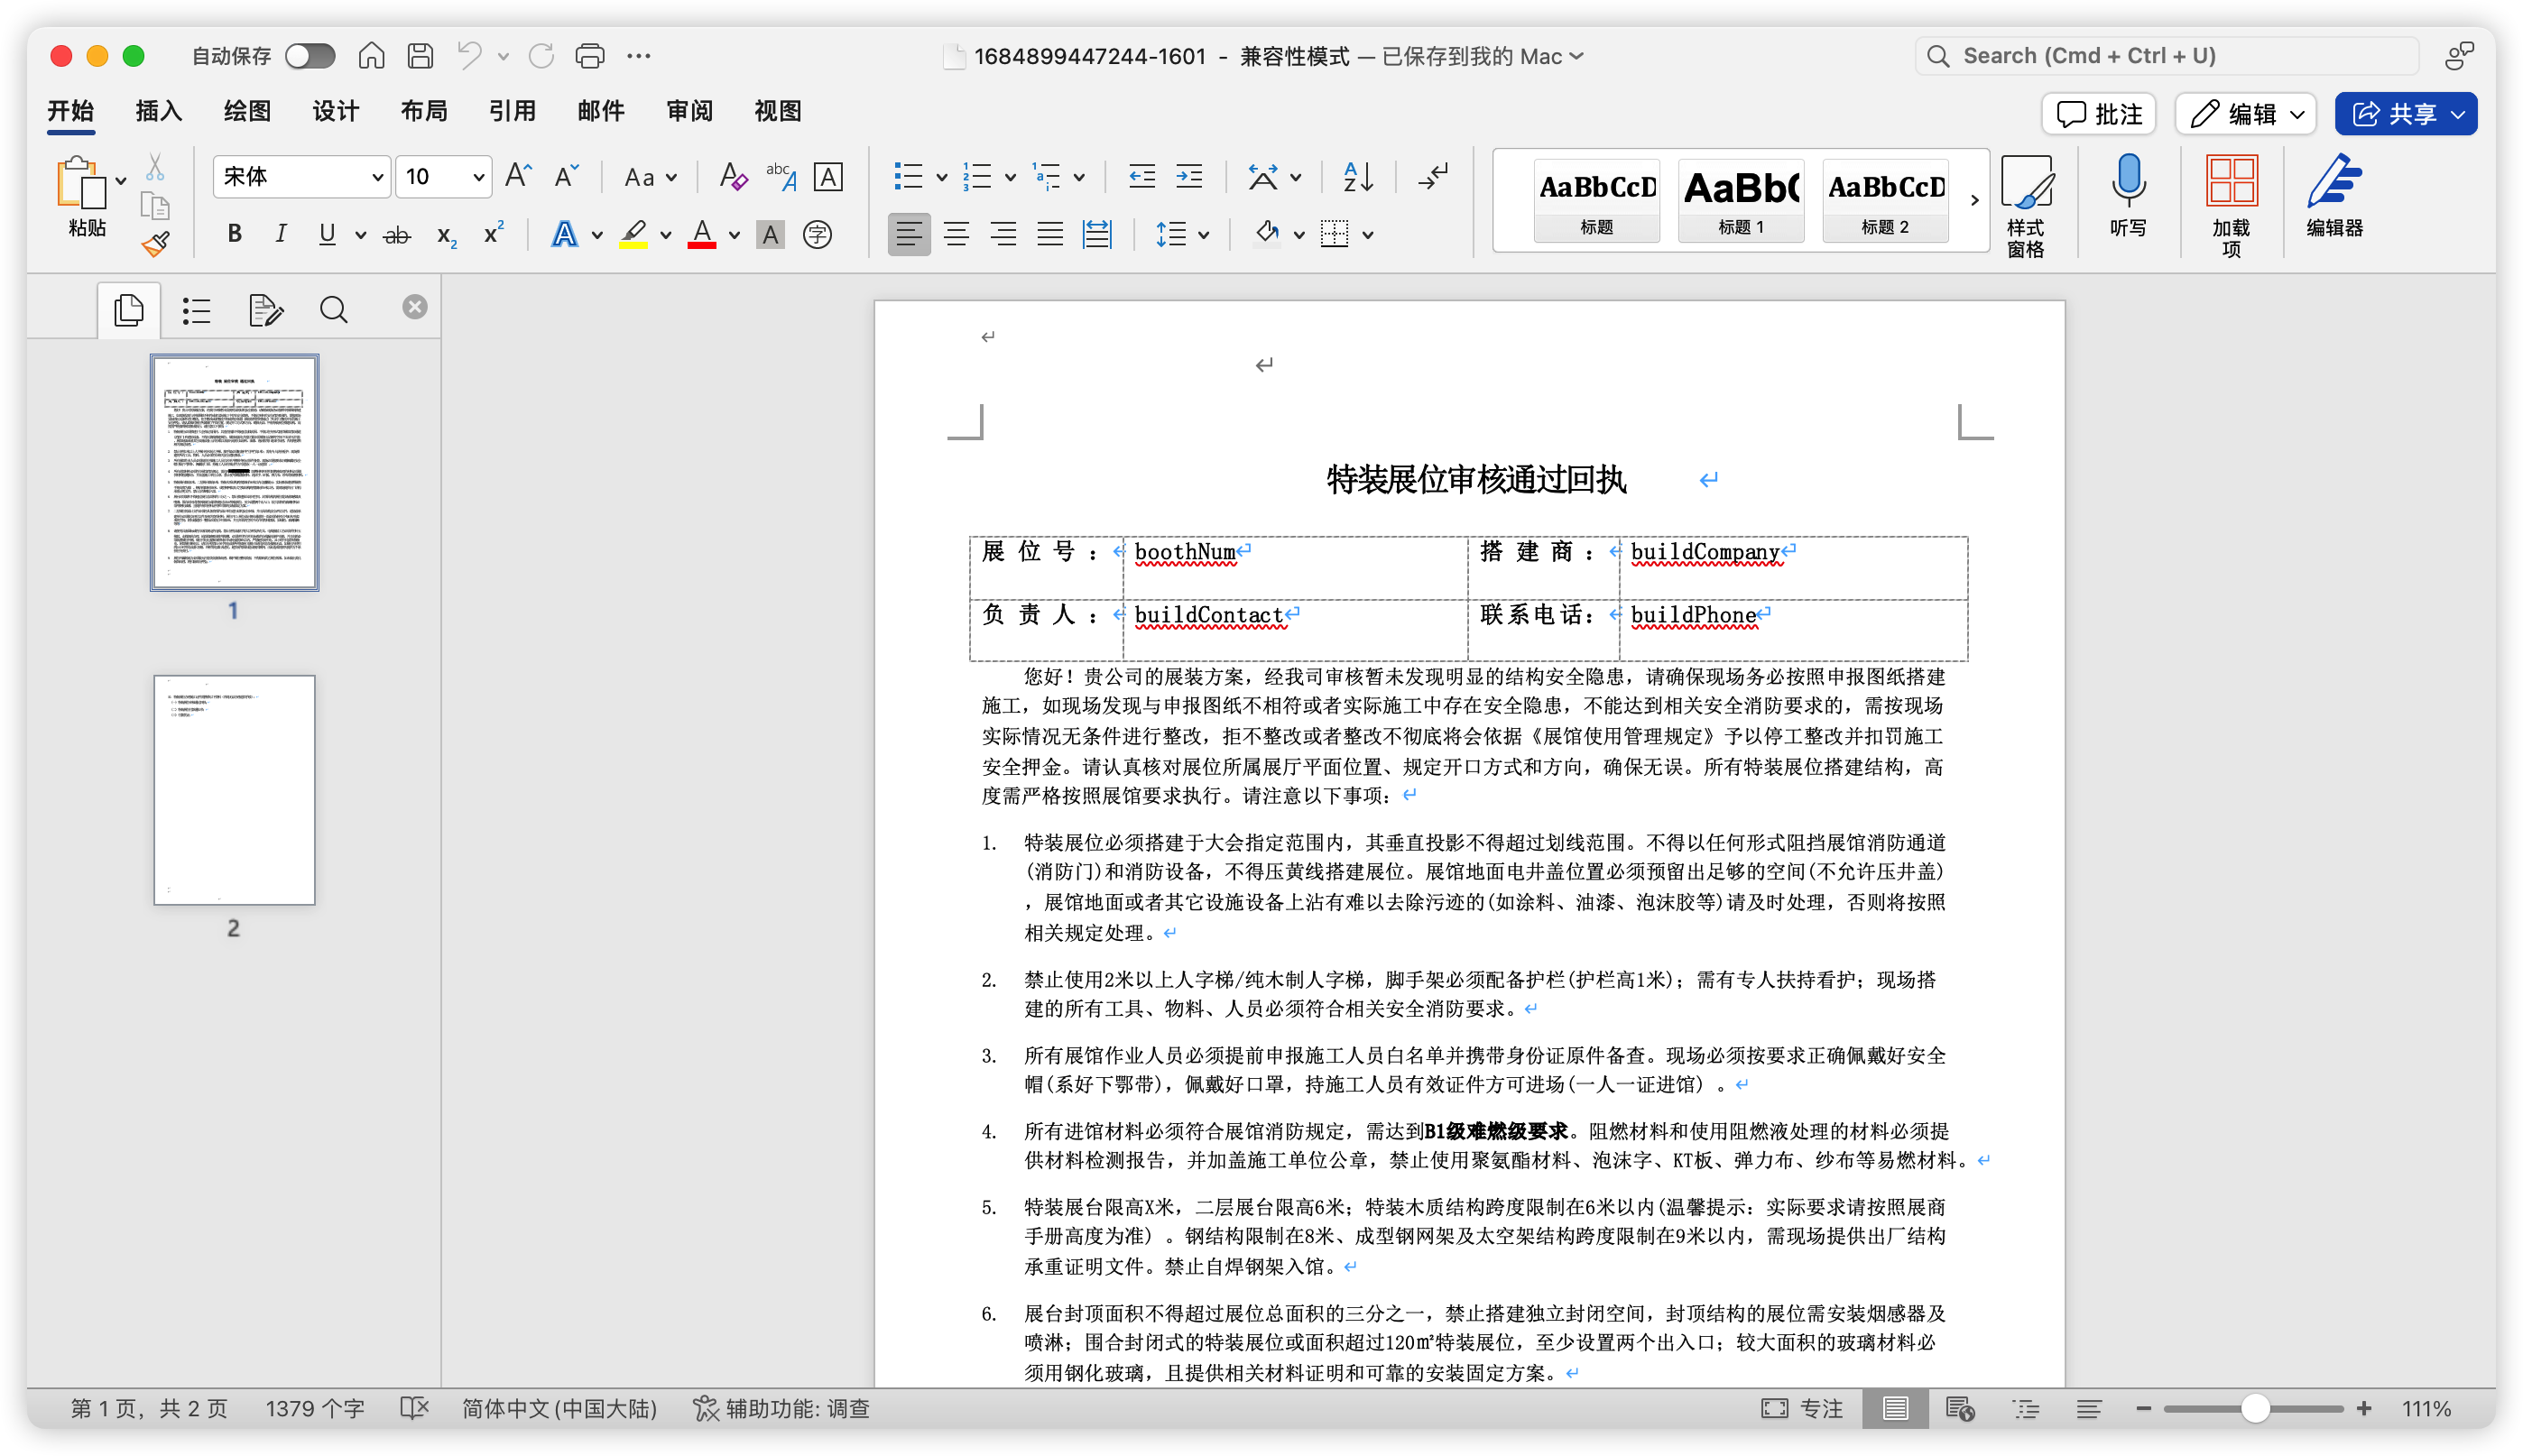 自动保存
1684899447244-1601 - 兼容性模式 — 已保存到我的 Mac
Search (Cmd + Ctrl + U)
开始 插入 绘图 设计 布局 引用 邮件 审阅 视图
批注 编辑 共享
粘贴
宋体 10
AaBbCcD 标题
AaBb( 标题 1
AaBbCcD 标题 2
样式窗格
听写
加载项
编辑器
1
2
特装展位审核通过回执
展位号： boothNum 搭建商： buildCompany
负责人： buildContact 联系电话： buildPhone
您好！贵公司的展装方案，经我司审核暂未发现明显的结构安全隐患，请确保现场务必按照申报图纸搭建
施工，如现场发现与申报图纸不相符或者实际施工中存在安全隐患，不能达到相关安全消防要求的，需按现场
实际情况无条件进行整改，拒不整改或者整改不彻底将会依据《展馆使用管理规定》予以停工整改并扣罚施工
安全押金。请认真核对展位所属展厅平面位置、规定开口方式和方向，确保无误。所有特装展位搭建结构，高
度需严格按照展馆要求执行。请注意以下事项：
1. 特装展位必须搭建于大会指定范围内，其垂直投影不得超过划线范围。不得以任何形式阻挡展馆消防通道
(消防门)和消防设备，不得压黄线搭建展位。展馆地面电井盖位置必须预留出足够的空间(不允许压井盖)
，展馆地面或者其它设施设备上沾有难以去除污迹的(如涂料、油漆、泡沫胶等)请及时处理，否则将按照
相关规定处理。
2. 禁止使用2米以上人字梯/纯木制人字梯，脚手架必须配备护栏(护栏高1米)；需有专人扶持看护；现场搭
建的所有工具、物料、人员必须符合相关安全消防要求。
3. 所有展馆作业人员必须提前申报施工人员白名单并携带身份证原件备查。现场必须按要求正确佩戴好安全
帽(系好下鄂带)，佩戴好口罩，持施工人员有效证件方可进场(一人一证进馆) 。
4. 所有进馆材料必须符合展馆消防规定，需达到B1级难燃级要求。阻燃材料和使用阻燃液处理的材料必须提
供材料检测报告，并加盖施工单位公章，禁止使用聚氨酯材料、泡沫字、KT板、弹力布、纱布等易燃材料。
5. 特装展台限高X米，二层展台限高6米；特装木质结构跨度限制在6米以内(温馨提示：实际要求请按照展商
手册高度为准) 。钢结构限制在8米、成型钢网架及太空架结构跨度限制在9米以内，需现场提供出厂结构
承重证明文件。禁止自焊钢架入馆。
6. 展台封顶面积不得超过展位总面积的三分之一，禁止搭建独立封闭空间，封顶结构的展位需安装烟感器及
喷淋；围合封闭式的特装展位或面积超过120㎡特装展位，至少设置两个出入口；较大面积的玻璃材料必
须用钢化玻璃，且提供相关材料证明和可靠的安装固定方案。
第 1 页，共 2 页 1379 个字 简体中文(中国大陆) 辅助功能: 调查 专注 111%